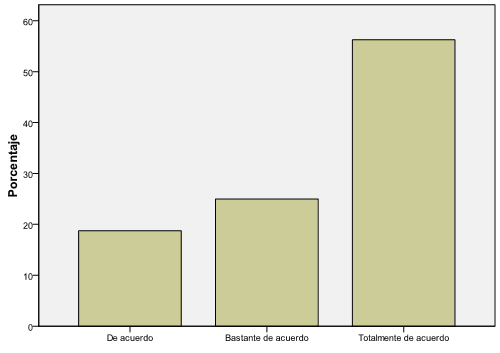 Porcentaje
60
50
40
30
20
10
0
De acuerdo
Bastante de acuerdo
Totalmente de acuerdo